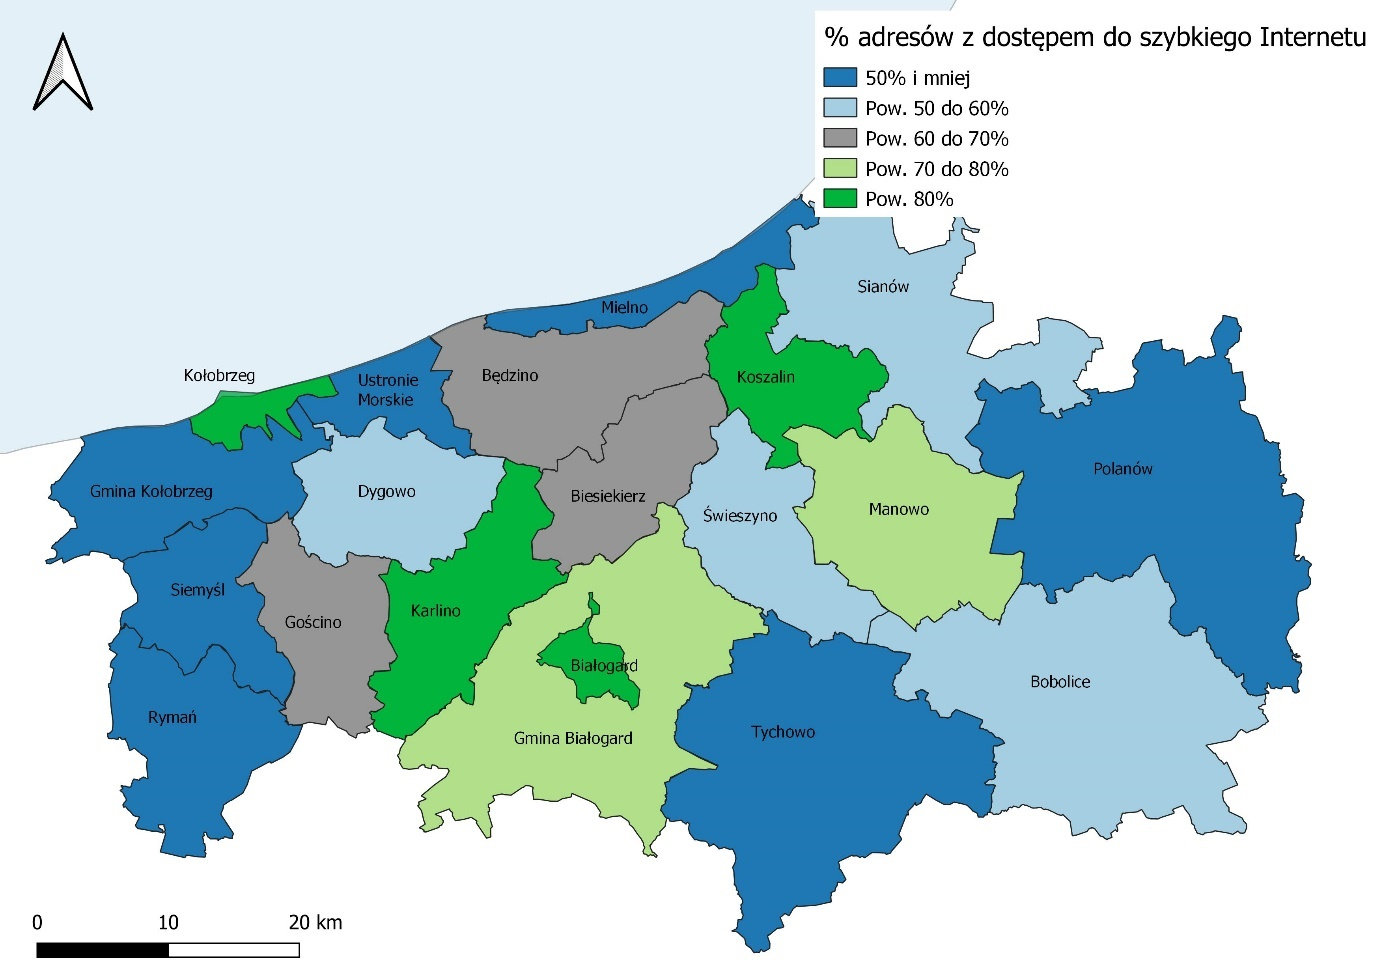 % adresów z dostępem do szybkiego Internetu
50% i mniej
Pow. 50 do 60%
Pow. 60 do 70%
Pow. 70 do 80%
Pow. 80%
Sianów
Mielno
Kołobrzeg
Ustronie
Morskie
Będzino
Koszalin
Polanów
Gmina Kołobrzeg
Dygowo
Biesiekierz
Świeszyno
Manowo
Siemyśl
Gościno
Karlino
Białogard
Bobolice
Rymań
Gmina Białogard
Tychowo
0 10 20 km